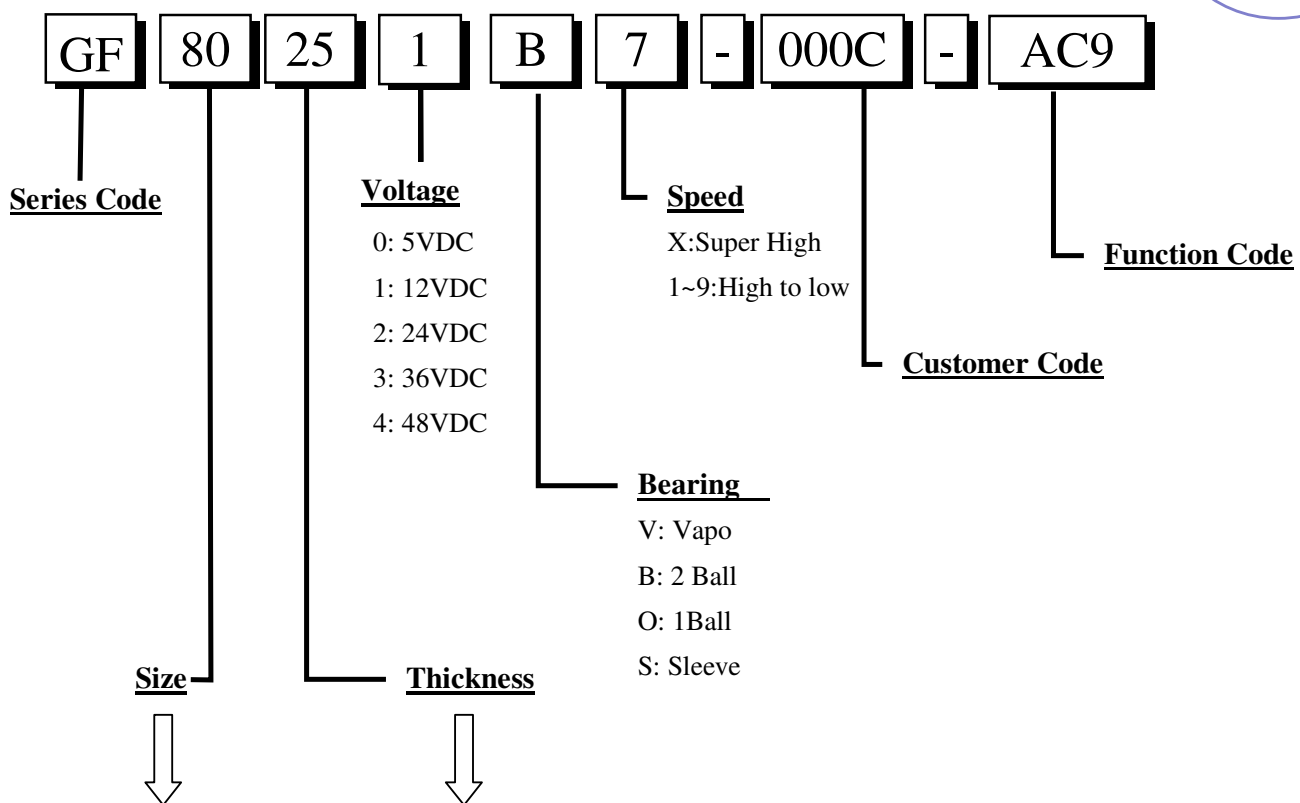 GF 80 25 1 B 7 - 000C - AC9
Series Code
Voltage
0: 5VDC
1: 12VDC
2: 24VDC
3: 36VDC
4: 48VDC
Speed
X:Super High
1~9:High to low
Function Code
Customer Code
Bearing
V: Vapo
B: 2 Ball
O: 1Ball
S: Sleeve
Size
Thickness